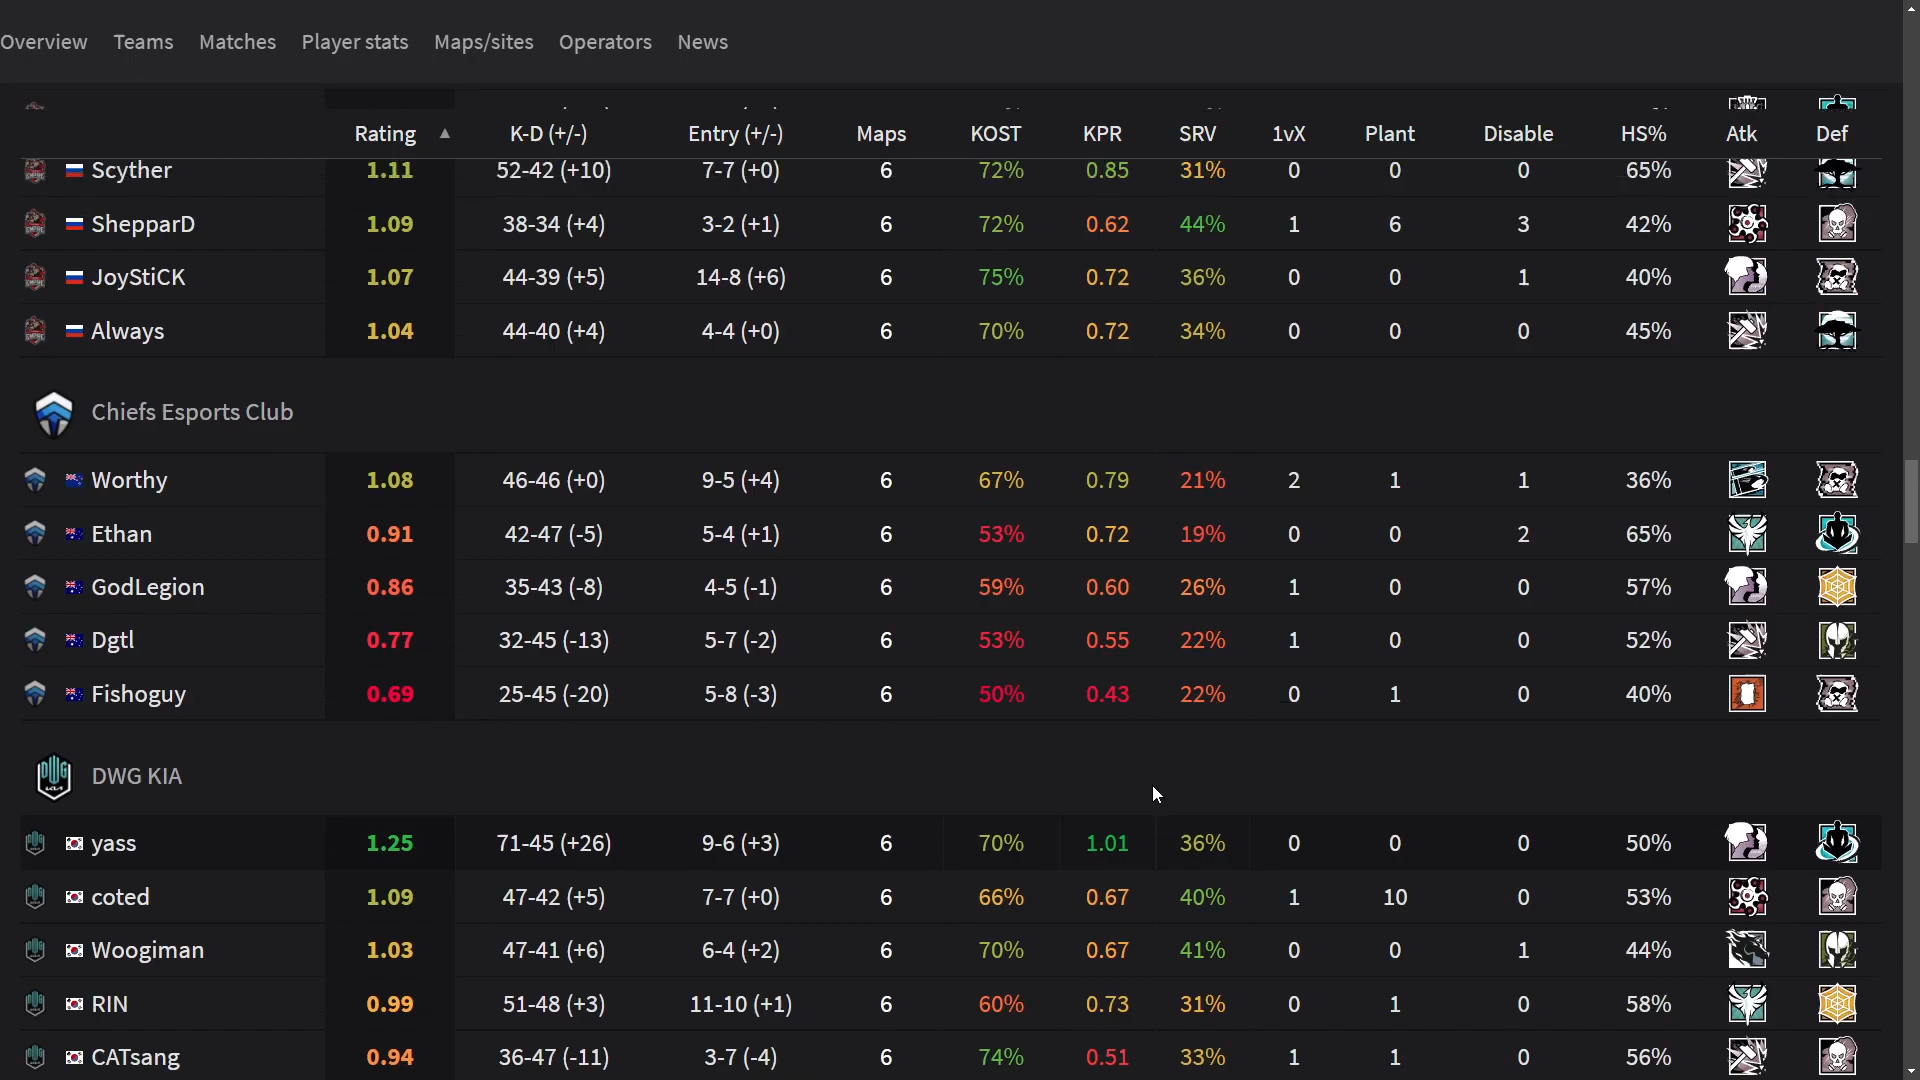 Overview Teams Matches Player stats Maps/sites Operators News
Rating ▲ K-D (+/-) Entry (+/-) Maps KOST KPR SRV 1vX Plant Disable HS% Atk Def
Scyther 1.11 52-42 (+10) 7-7 (+0) 6 72% 0.85 31% 0 0 0 65%
SheppardD 1.09 38-34 (+4) 3-2 (+1) 6 72% 0.62 44% 1 6 3 42%
JoyStiCK 1.07 44-39 (+5) 14-8 (+6) 6 75% 0.72 36% 0 0 1 40%
Always 1.04 44-40 (+4) 4-4 (+0) 6 70% 0.72 34% 0 0 0 45%
Chiefs Esports Club
Worthy 1.08 46-46 (+0) 9-5 (+4) 6 67% 0.79 21% 2 1 1 36%
Ethan 0.91 42-47 (-5) 5-4 (+1) 6 53% 0.72 19% 0 0 2 65%
GodLegion 0.86 35-43 (-8) 4-5 (-1) 6 59% 0.60 26% 1 0 0 57%
Dgtl 0.77 32-45 (-13) 5-7 (-2) 6 53% 0.55 22% 1 0 0 52%
Fishoguy 0.69 25-45 (-20) 5-8 (-3) 6 50% 0.43 22% 0 1 0 40%
DWG KIA
yass 1.25 71-45 (+26) 9-6 (+3) 6 70% 1.01 36% 0 0 0 50%
coted 1.09 47-42 (+5) 7-7 (+0) 6 66% 0.67 40% 1 10 0 53%
Woogiman 1.03 47-41 (+6) 6-4 (+2) 6 70% 0.67 41% 0 0 1 44%
RIN 0.99 51-48 (+3) 11-10 (+1) 6 60% 0.73 31% 0 1 0 58%
CATsang 0.94 36-47 (-11) 3-7 (-4) 6 74% 0.51 33% 1 1 0 56%